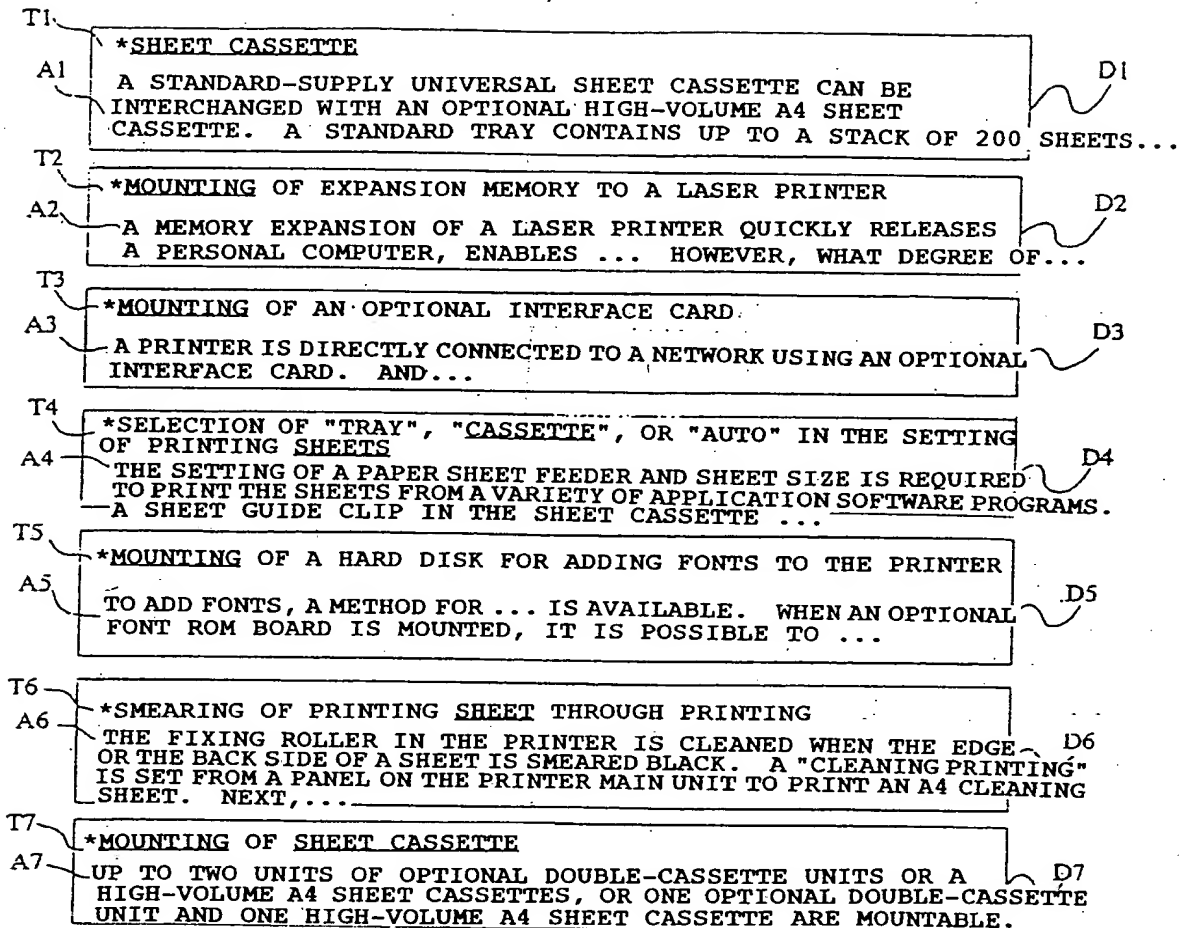 T1
*SHEET CASSETTE
A1
D1
A STANDARD-SUPPLY UNIVERSAL SHEET CASSETTE CAN BE
INTERCHANGED WITH AN OPTIONAL HIGH-VOLUME A4 SHEET
CASSETTE. A STANDARD TRAY CONTAINS UP TO A STACK OF 200 SHEETS...
T2
*MOUNTING OF EXPANSION MEMORY TO A LASER PRINTER
A2
D2
A MEMORY EXPANSION OF A LASER PRINTER QUICKLY RELEASES
A PERSONAL COMPUTER, ENABLES ... HOWEVER, WHAT DEGREE OF...
T3
*MOUNTING OF AN OPTIONAL INTERFACE CARD
A3
D3
A PRINTER IS DIRECTLY CONNECTED TO A NETWORK USING AN OPTIONAL
INTERFACE CARD. AND...
T4
*SELECTION OF "TRAY", "CASSETTE", OR "AUTO" IN THE SETTING
OF PRINTING SHEETS
A4
D4
THE SETTING OF A PAPER SHEET FEEDER AND SHEET SIZE IS REQUIRED
TO PRINT THE SHEETS FROM A VARIETY OF APPLICATION SOFTWARE PROGRAMS.
A SHEET GUIDE CLIP IN THE SHEET CASSETTE ...
T5
*MOUNTING OF A HARD DISK FOR ADDING FONTS TO THE PRINTER
A5
D5
TO ADD FONTS, A METHOD FOR ... IS AVAILABLE. WHEN AN OPTIONAL
FONT ROM BOARD IS MOUNTED, IT IS POSSIBLE TO ...
T6
*SMEARING OF PRINTING SHEET THROUGH PRINTING
A6
D6
THE FIXING ROLLER IN THE PRINTER IS CLEANED WHEN THE EDGE
OR THE BACK SIDE OF A SHEET IS SMEARED BLACK. A "CLEANING PRINTING"
IS SET FROM A PANEL ON THE PRINTER MAIN UNIT TO PRINT AN A4 CLEANING
SHEET. NEXT,...
T7
*MOUNTING OF SHEET CASSETTE
A7
D7
UP TO TWO UNITS OF OPTIONAL DOUBLE-CASSETTE UNITS OR A
HIGH-VOLUME A4 SHEET CASSETTES, OR ONE OPTIONAL DOUBLE-CASSETTE
UNIT AND ONE HIGH-VOLUME A4 SHEET CASSETTE ARE MOUNTABLE.